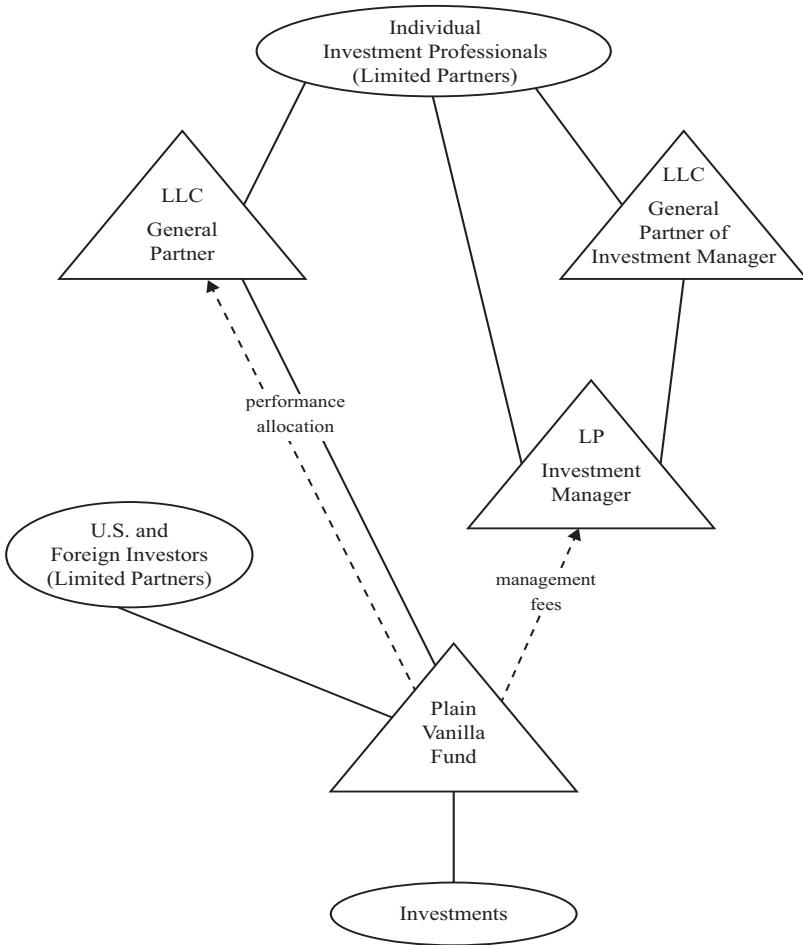 Individual
Investment Professionals
(Limited Partners)
LLC
General
Partner
LLC
General
Partner of
Investment Manager
performance
allocation
LP
Investment
Manager
U.S. and
Foreign Investors
(Limited Partners)
management
fees
Plain
Vanilla
Fund
Investments